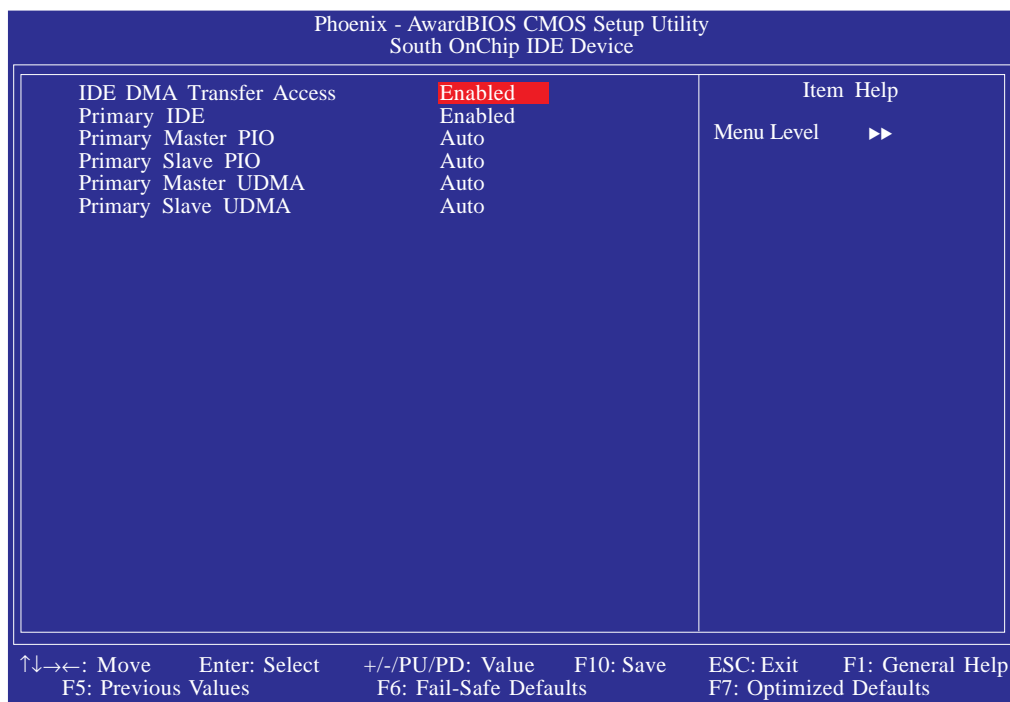 Phoenix - AwardBIOS CMOS Setup Utility
South OnChip IDE Device
IDE DMA Transfer Access Enabled
Primary IDE Enabled
Primary Master PIO Auto
Primary Slave PIO Auto
Primary Master UDMA Auto
Primary Slave UDMA Auto
Item Help
Menu Level ▶▶
↑↓→←: Move Enter: Select +/-/PU/PD: Value F10: Save ESC: Exit F1: General Help
F5: Previous Values F6: Fail-Safe Defaults F7: Optimized Defaults